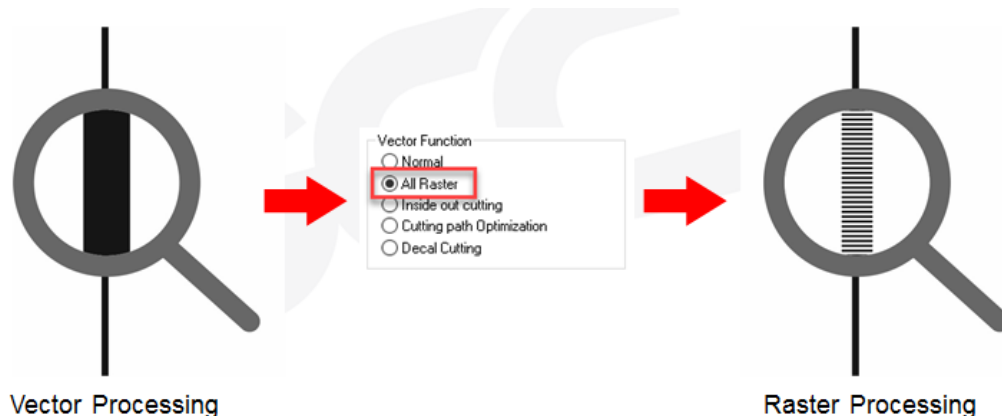 Vector Function
Normal
All Raster
Inside out cutting
Cutting path Optimization
Decal Cutting
Vector Processing
Raster Processing